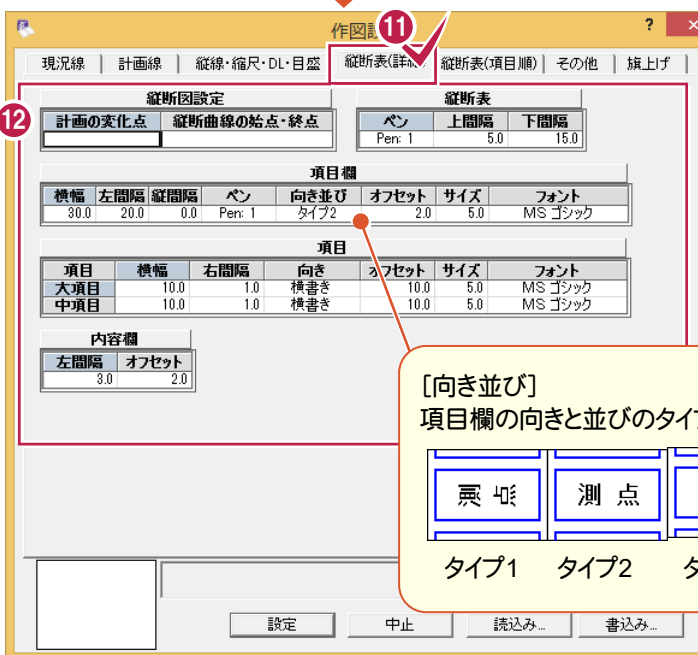 作図
11
?
現況線
計画線
縦線・縮尺・DL・目盛
縦断表(詳細)
縦断表(項目順)
その他
旗上げ
12
縦断図設定
計画の変化点 縦断曲線の始点・終点
縦断表
ペン 上間隔 下間隔
Pen: 1 5.0 15.0
項目欄
横幅 左間隔 縦間隔 ペン 向き並び オフセット サイズ フォント
30.0 20.0 0.0 Pen: 1 タイプ2 2.0 5.0 MS ゴシック
項目
項目 横幅 右間隔 向き オフセット サイズ フォント
大項目 10.0 1.0 横書き 10.0 5.0 MS ゴシック
中項目 10.0 1.0 横書き 10.0 5.0 MS ゴシック
内容欄
左間隔 オフセット
3.0 2.0
[向き並び]
項目欄の向きと並びのタイ
測 点
測 点
タイプ1 タイプ2
設定 中止 読込み... 書込み...